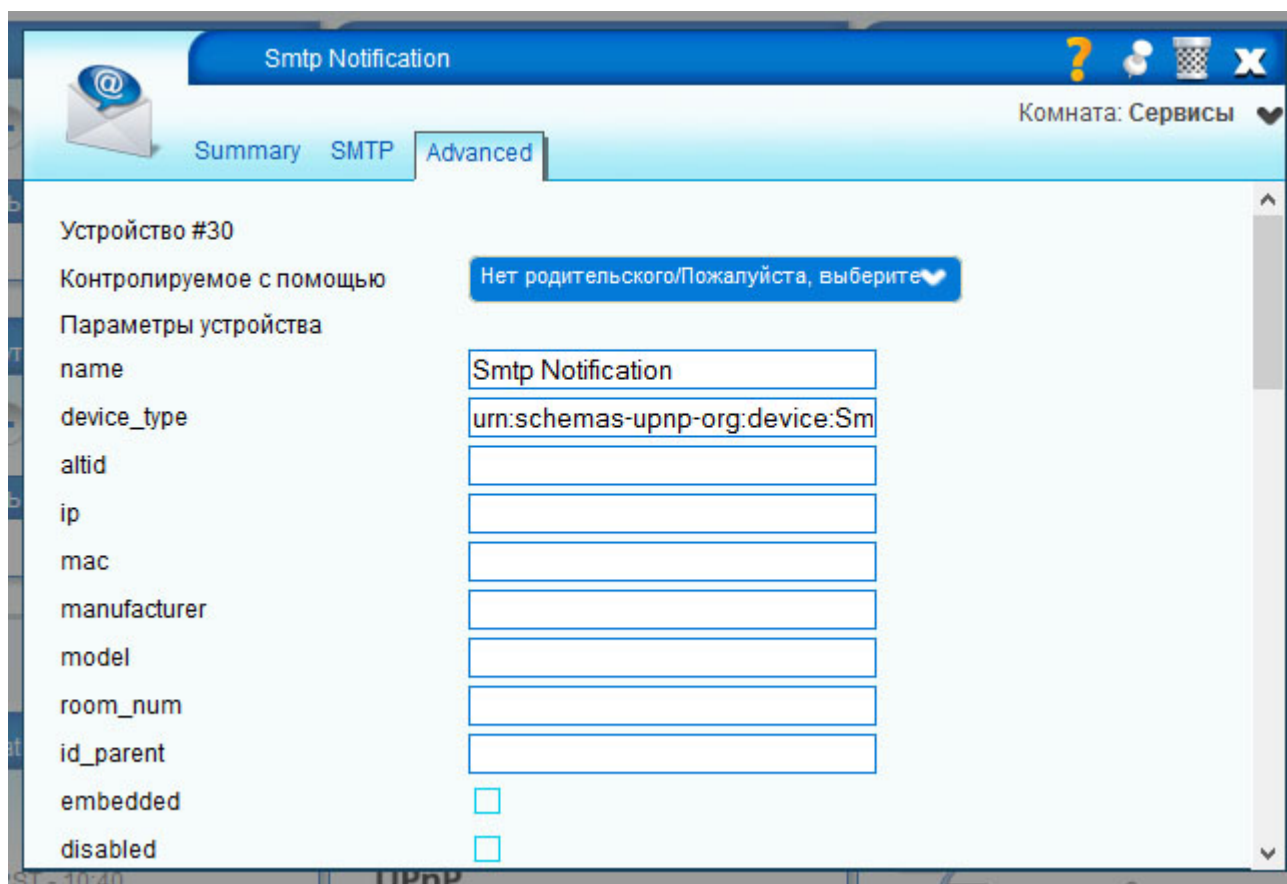 Smtp Notification
Комната: Сервисы
Summary SMTP Advanced
Устройство #30
Контролируемое с помощью Нет родительского/Пожалуйста, выберите
Параметры устройства
name Smtp Notification
device_type urn:schemas-upnp-org:device:Sm
altid
ip
mac
manufacturer
model
room_num
id_parent
embedded
disabled
UPnP